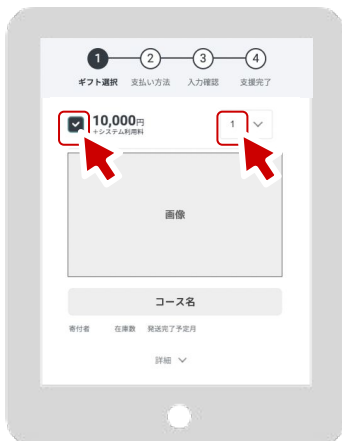 1 2 3 4
ギフト選択 支払い方法 入力確認 支援完了
10,000円
+システム利用料
1
画像
コース名
寄付者 在庫数 発送完了予定月
詳細